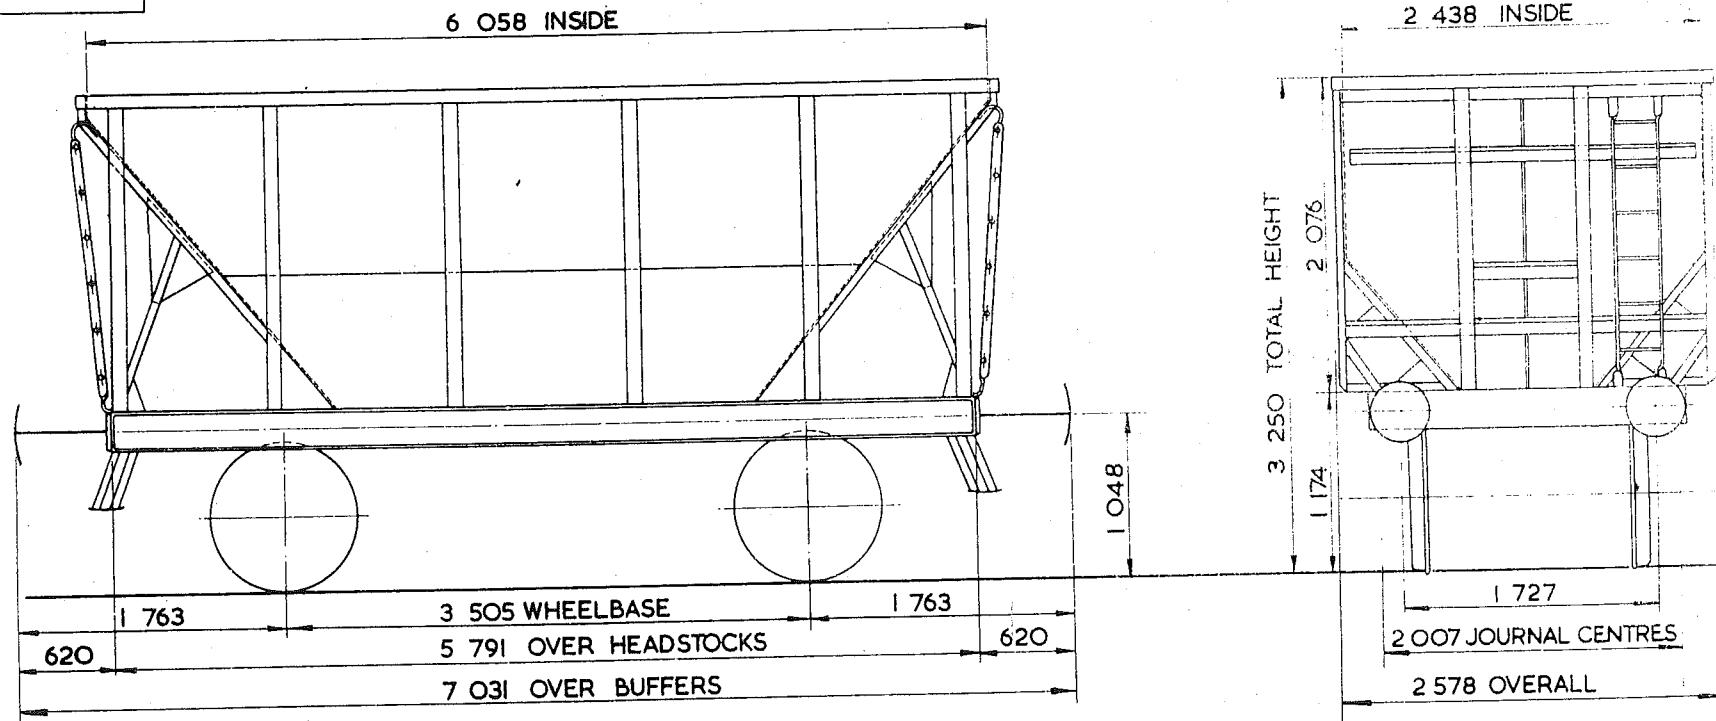 6 058 INSIDE
2 438 INSIDE
3 250 TOTAL HEIGHT
2 076
1 174
1 048
1 763
3 505 WHEELBASE
1 763
1 727
620
5 791 OVER HEADSTOCKS
620
2 007 JOURNAL CENTRES
7 031 OVER BUFFERS
2 578 OVERALL